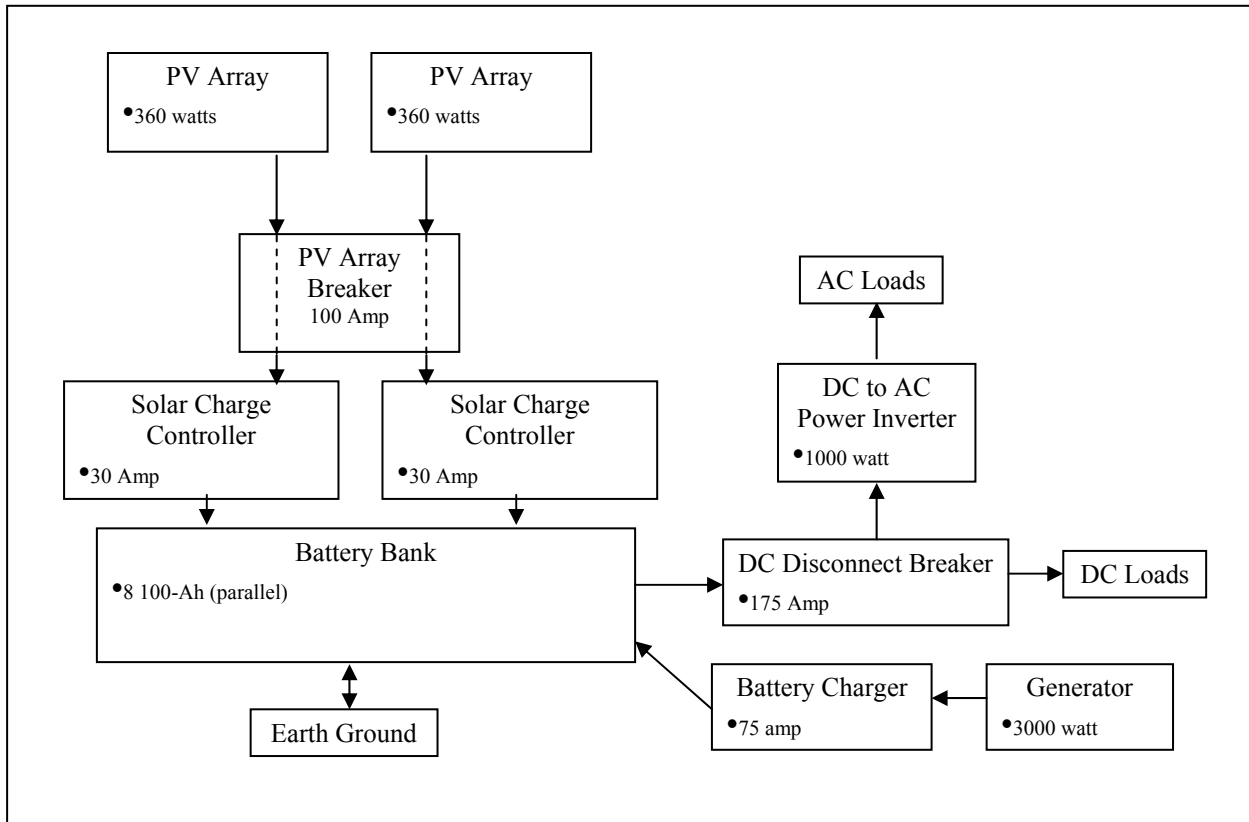 PV Array
•360 watts
PV Array
•360 watts
PV Array
Breaker
100 Amp
Solar Charge
Controller
•30 Amp
Solar Charge
Controller
•30 Amp
AC Loads
DC to AC
Power Inverter
•1000 watt
Battery Bank
•8 100-Ah (parallel)
DC Disconnect Breaker
•175 Amp
DC Loads
Battery Charger
•75 amp
Generator
•3000 watt
Earth Ground